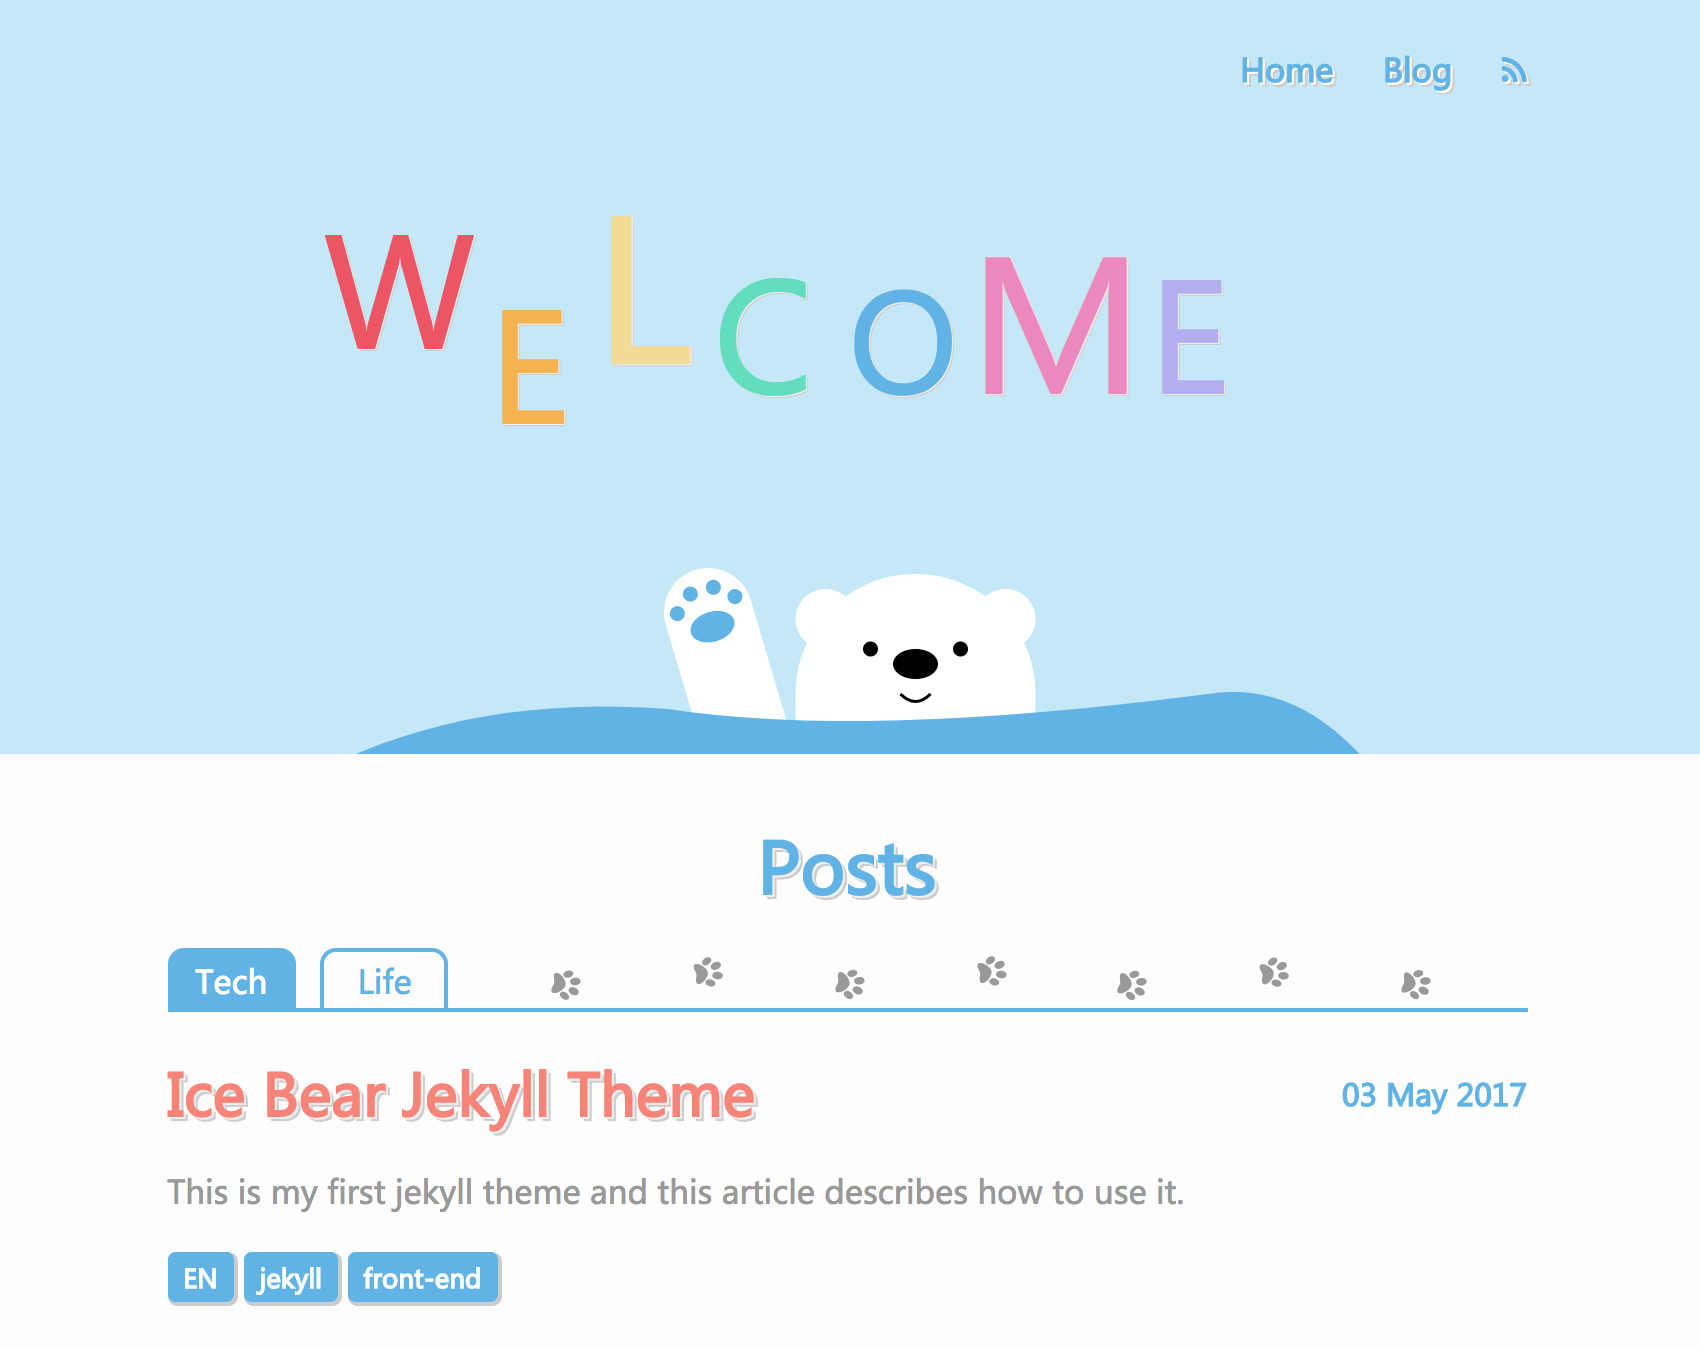 Home Blog
WELCOME
Posts
Tech Life
Ice Bear Jekyll Theme 03 May 2017
This is my first jekyll theme and this article describes how to use it.
EN jekyll front-end